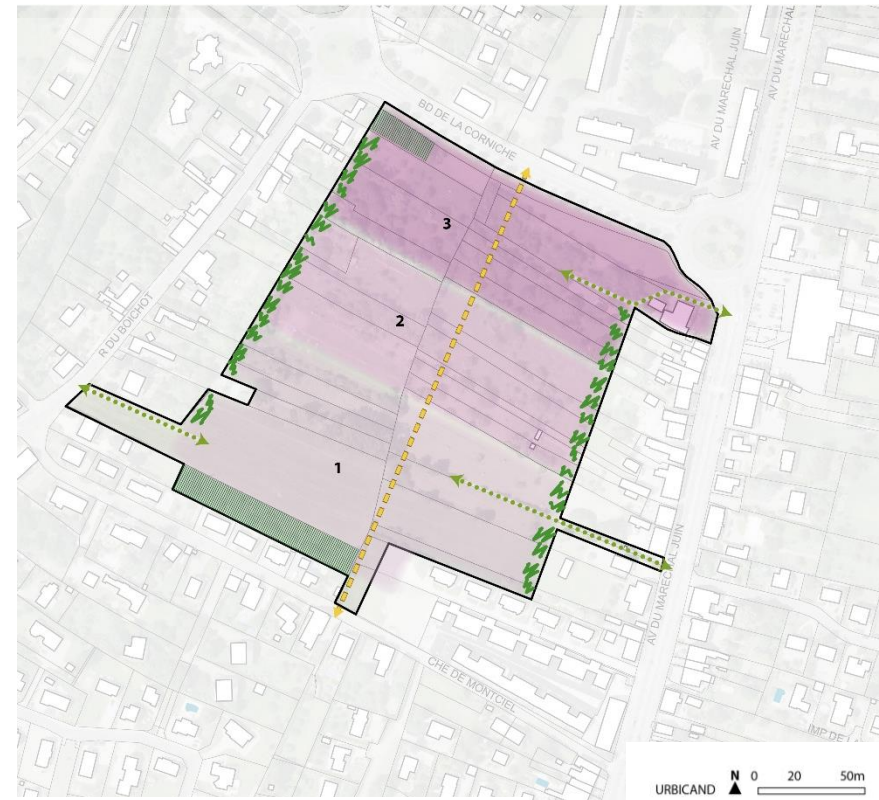 AV DU MARECHAL JUIN
AV DU MARECHAL
BD DE LA CORNICHE
3
2
R DU BOICHOT
1
AV DU MARECHAL JUIN
CHE DE MONTCIEL
IMP DE LA
URBICAND
N 0 20 50m